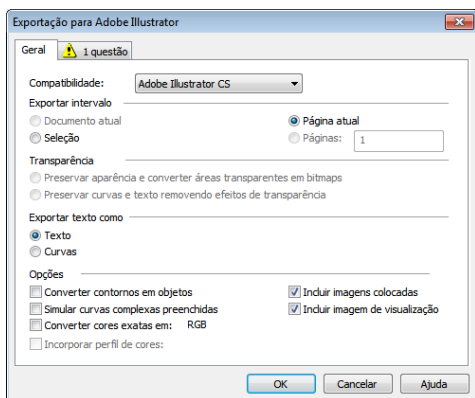 Exportação para Adobe Illustrator
Geral
1 questão
Compatibilidade: Adobe Illustrator CS
Exportar intervalo
Documento atual
Página atual
Seleção
Páginas: 1
Transparência
Preservar aparência e converter áreas transparentes em bitmaps
Preservar curvas e texto removendo efeitos de transparência
Exportar texto como
Texto
Curvas
Opções
Converter contornos em objetos
Incluir imagens colocadas
Simular curvas complexas preenchidas
Incluir imagem de visualização
Converter cores exatas em: RGB
Incorporar perfil de cores:
OK
Cancelar
Ajuda